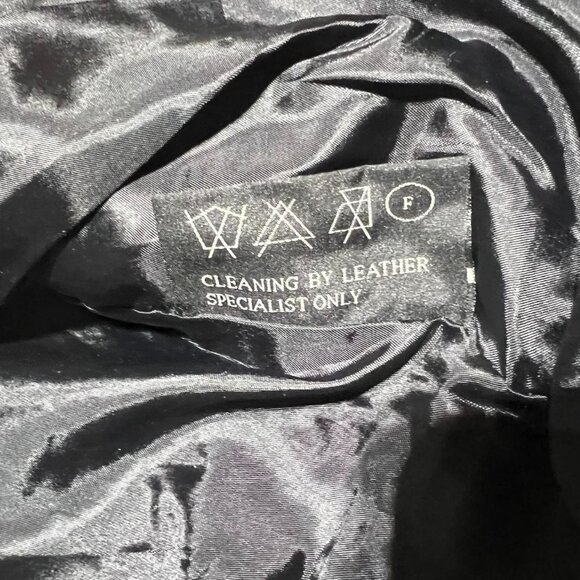 F
CLEANING BY LEATHER
SPECIALIST ONLY